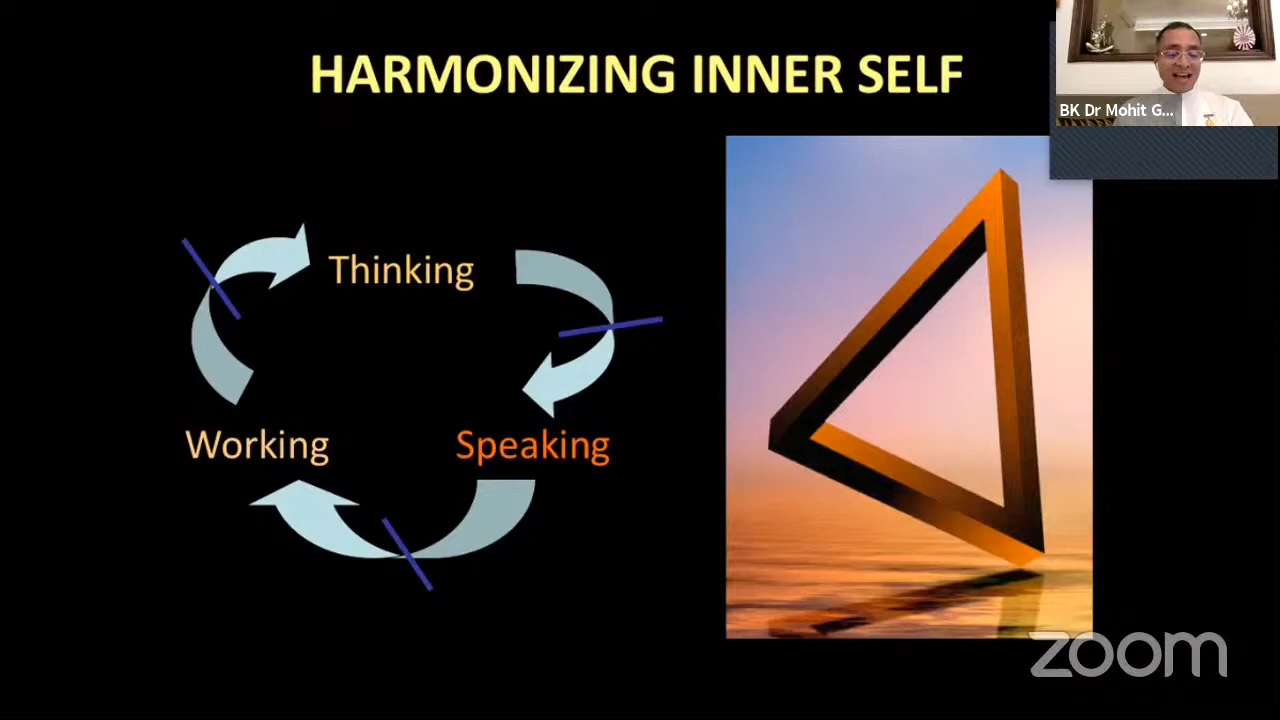 HARMONIZING INNER SELF
BK Dr Mohit G...
Thinking
Working
Speaking
zoom